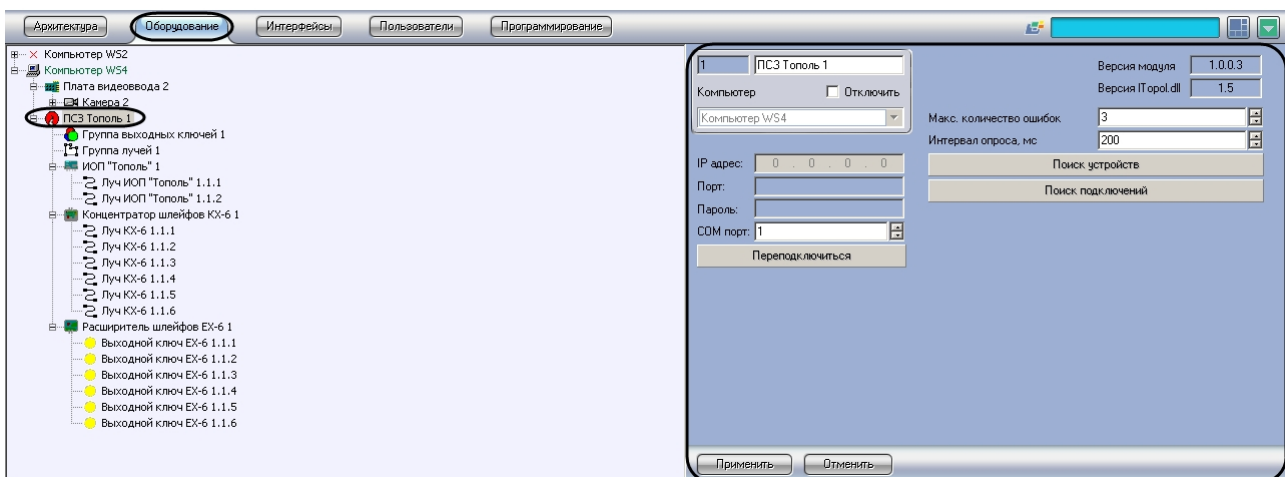 Архитектура
Оборудование
Интерфейсы
Пользователи
Программирование
Компьютер WS2
Компьютер WS4
Плата видеоввода 2
Камера 2
ПСЗ Тополь 1
Группа выходных ключей 1
Группа лучей 1
ИОП "Тополь" 1
Луч ИОП "Тополь" 1.1.1
Луч ИОП "Тополь" 1.1.2
Концентратор шлейфов КХ-6 1
Луч КХ-6 1.1.1
Луч КХ-6 1.1.2
Луч КХ-6 1.1.3
Луч КХ-6 1.1.4
Луч КХ-6 1.1.5
Луч КХ-6 1.1.6
Расширитель шлейфов ЕХ-6 1
Выходной ключ ЕХ-6 1.1.1
Выходной ключ ЕХ-6 1.1.2
Выходной ключ ЕХ-6 1.1.3
Выходной ключ ЕХ-6 1.1.4
Выходной ключ ЕХ-6 1.1.5
Выходной ключ ЕХ-6 1.1.6
1 ПСЗ Тополь 1
Компьютер Отключить
Компьютер WS4
IP адрес: 0 . 0 . 0 . 0
Порт:
Пароль:
COM порт: 1
Переподключиться
Версия модуля 1.0.0.3
Версия ITopol.dll 1.5
Макс. количество ошибок 3
Интервал опроса, мс 200
Поиск устройств
Поиск подключений
Применить
Отменить